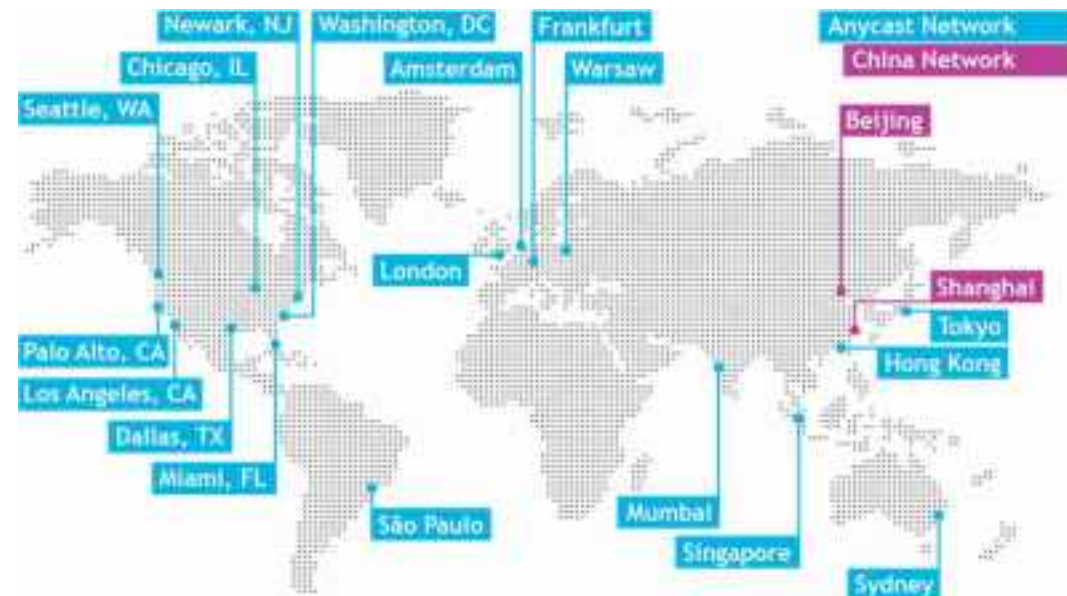 Newark, NJ
Washington, DC
Frankfurt
Anycast Network
Chicago, IL
Amsterdam
Warsaw
China Network
Seattle, WA
Beijing
London
Shanghai
Tokyo
Palo Alto, CA
Hong Kong
Los Angeles, CA
Dallas, TX
Miami, FL
São Paulo
Mumbai
Singapore
Sydney